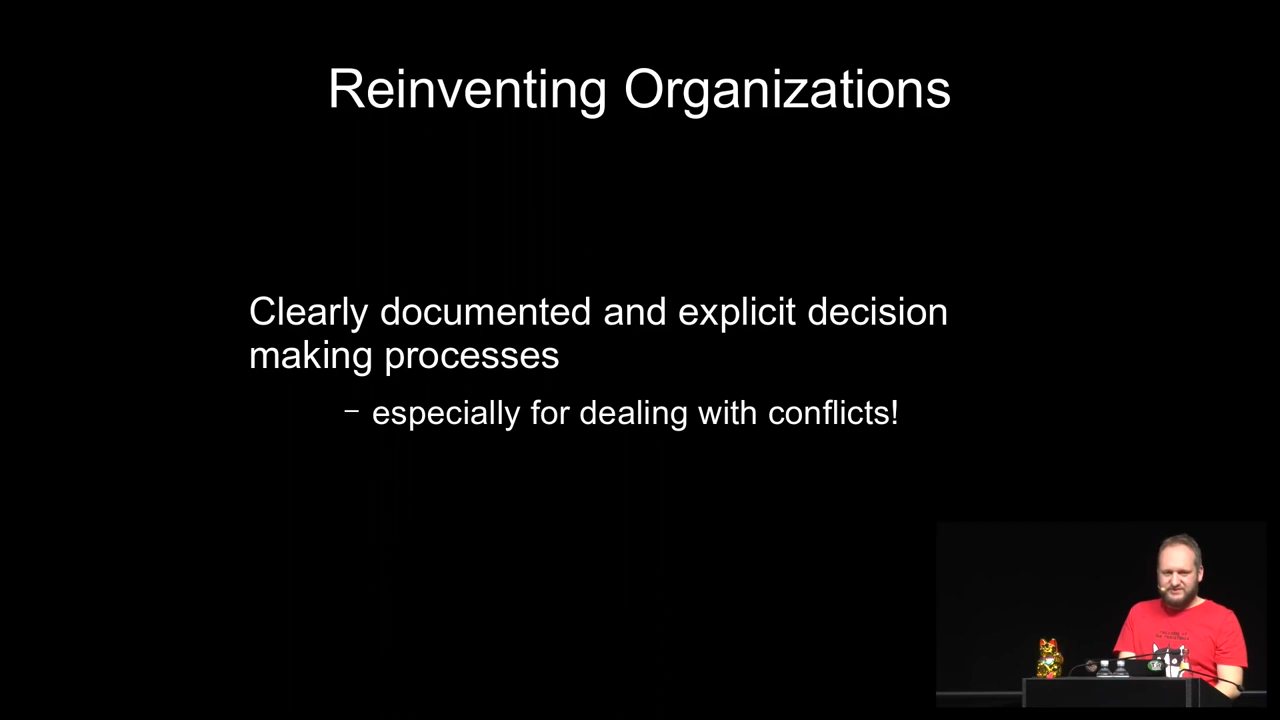 Reinventing Organizations
Clearly documented and explicit decision
making processes
– especially for dealing with conflicts!